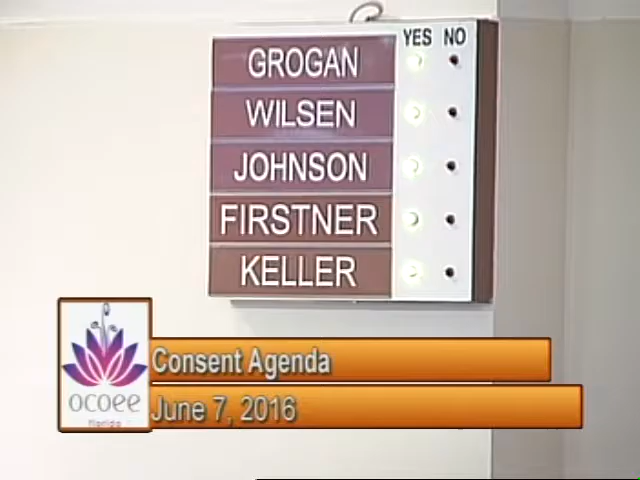 YES NO
GROGAN
WILSEN
JOHNSON
FIRSTNER
KELLER
Consent Agenda
ocoee
florida
June 7, 2016